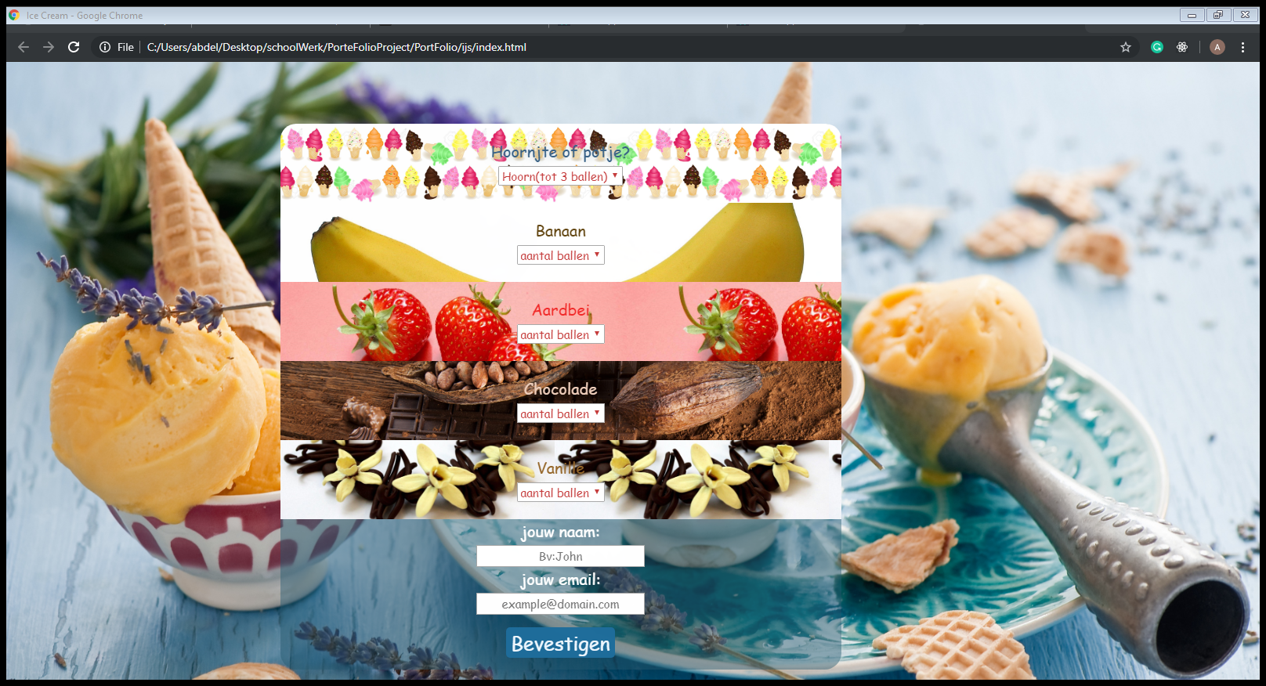 Ice Cream - Google Chrome
File
C:/Users/abdel/Desktop/schoolWerk/PorteFolioProject/PortFolio/ijs/index.html
A
Hoornjte of potje?
Hoorn(tot 3 ballen)
Banaan
aantal ballen
Aardbei
aantal ballen
Chocolade
aantal ballen
Vanille
aantal ballen
jouw naam:
Bv:John
jouw email:
example@domain.com
Bevestigen